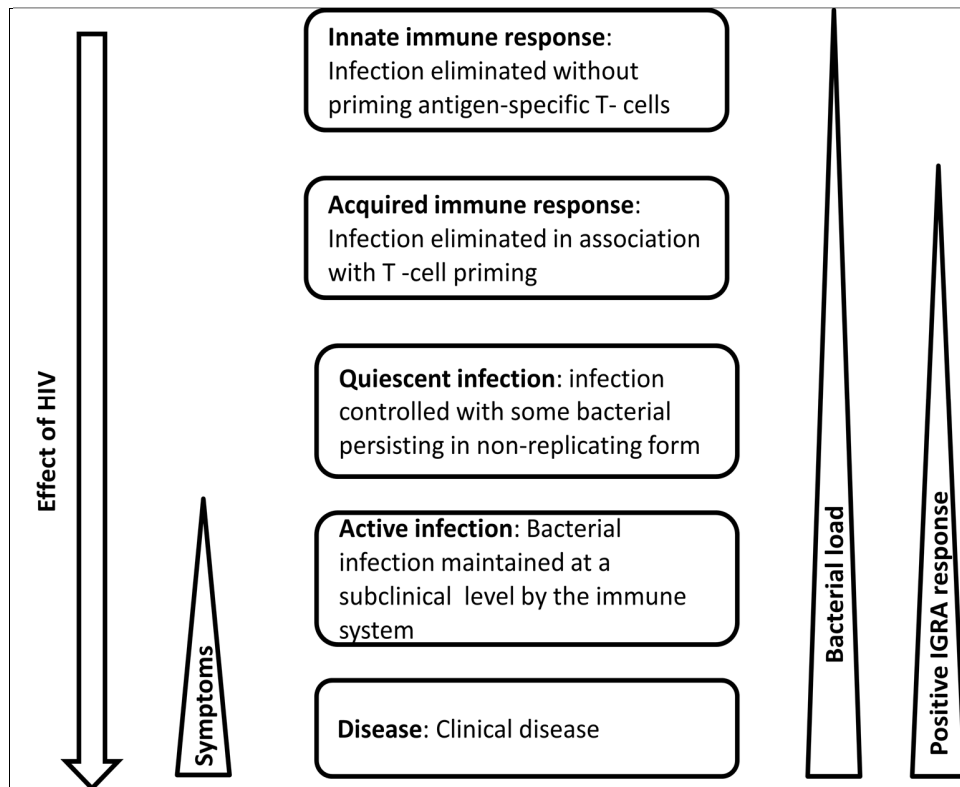 Innate immune response:
Infection eliminated without
priming antigen-specific T- cells
Acquired immune response:
Infection eliminated in association
with T -cell priming
Quiescent infection: infection
controlled with some bacterial
persisting in non-replicating form
Active infection: Bacterial
infection maintained at a
subclinical level by the immune
system
Disease: Clinical disease
Effect of HIV
Symptoms
Bacterial load
Positive IGRA response